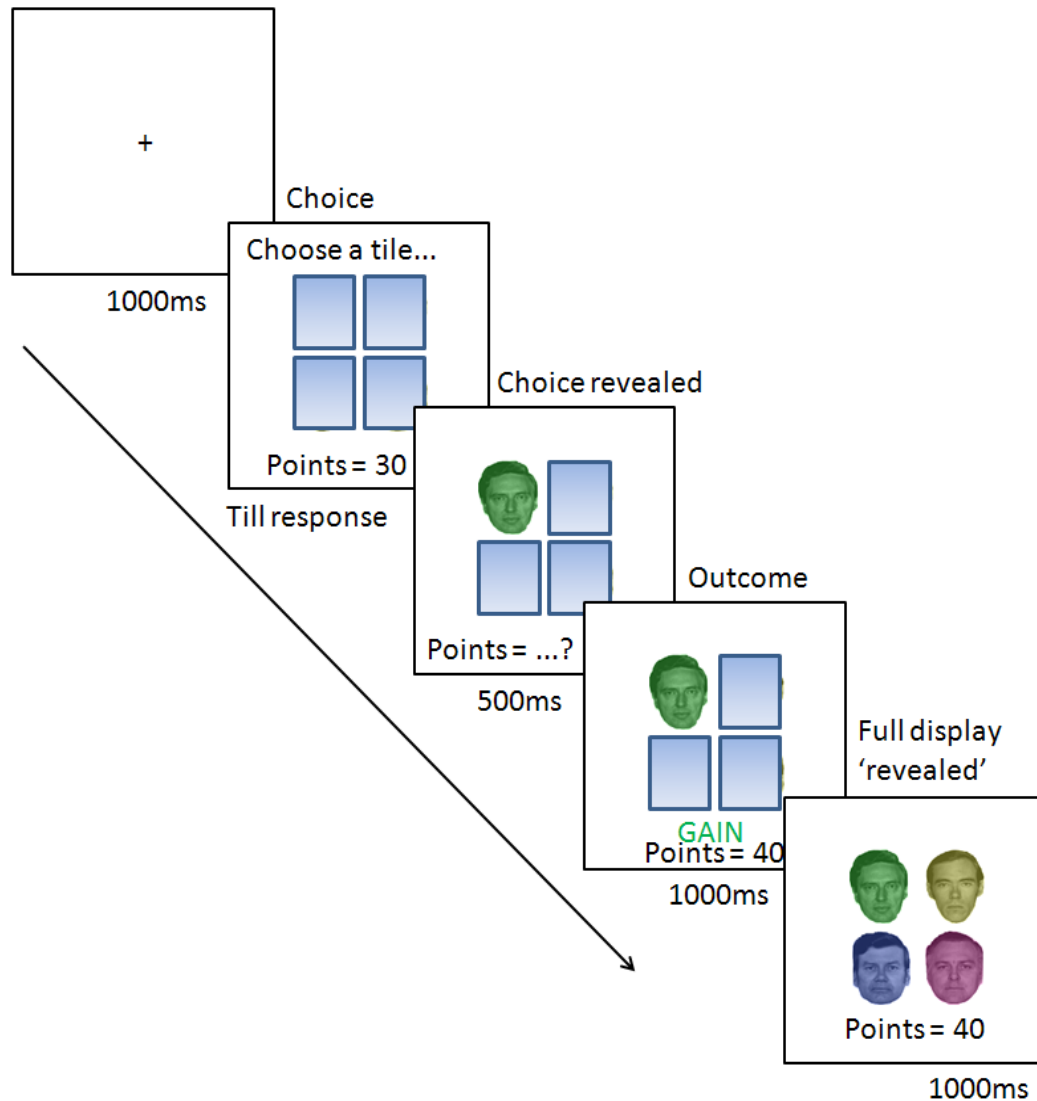 +
1000ms
Choice
Choose a tile...
Points = 30
Till response
Choice revealed
Points = ...?
500ms
Outcome
GAIN
Points = 40
1000ms
Full display
‘revealed’
Points = 40
1000ms